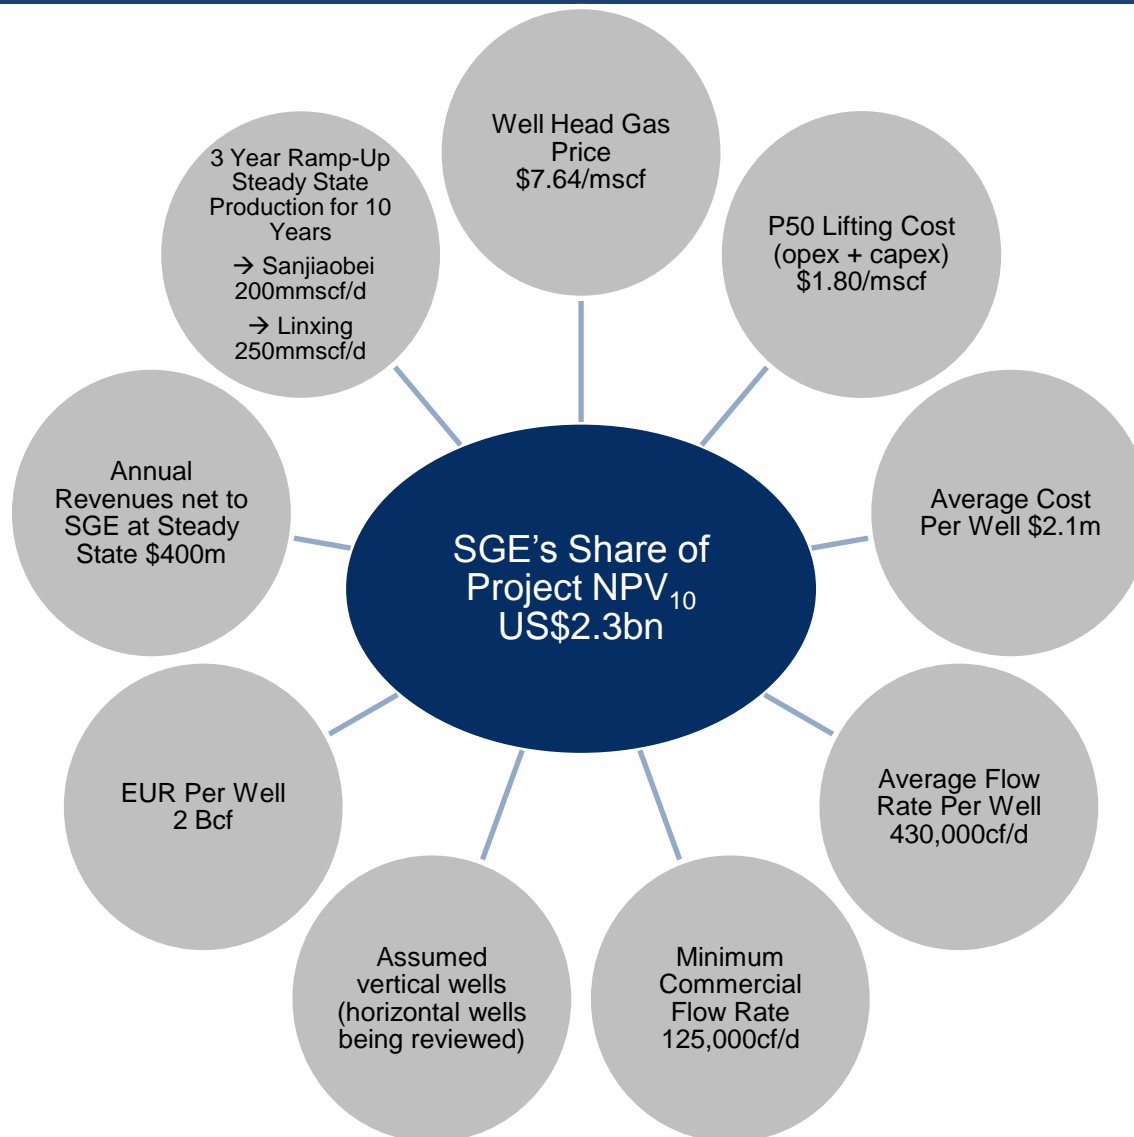 Well Head Gas
Price
$7.64/mscf
P50 Lifting Cost
(opex + capex)
$1.80/mscf
Average Cost
Per Well $2.1m
Average Flow
Rate Per Well
430,000cf/d
Minimum
Commercial
Flow Rate
125,000cf/d
Assumed
vertical wells
(horizontal wells
being reviewed)
EUR Per Well
2 Bcf
Annual
Revenues net to
SGE at Steady
State $400m
3 Year Ramp-Up
Steady State
Production for 10
Years
→ Sanjiaobei
200mmscf/d
→ Linxing
250mmscf/d
SGE’s Share of
Project NPV₁₀
US$2.3bn